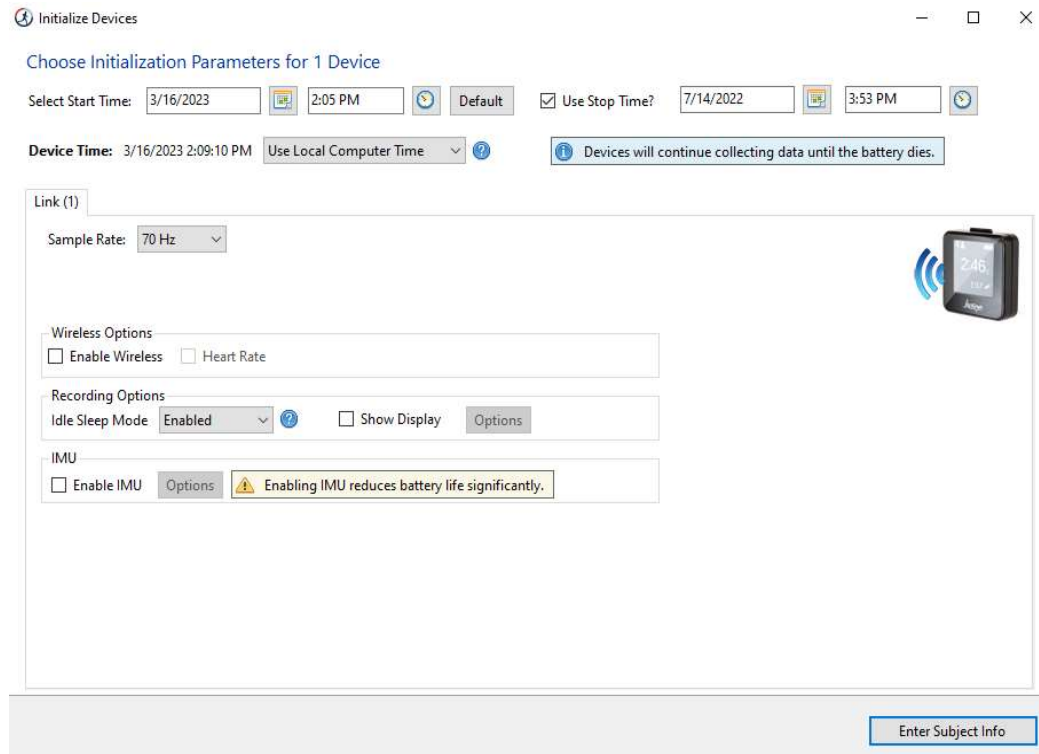 Initialize Devices
Choose Initialization Parameters for 1 Device
Select Start Time: 3/16/2023 2:05 PM Default Use Stop Time? 7/14/2022 3:53 PM
Device Time: 3/16/2023 2:09:10 PM Use Local Computer Time Devices will continue collecting data until the battery dies.
Link (1)
Sample Rate: 70 Hz
2:46
Wireless Options
Enable Wireless Heart Rate
Recording Options
Idle Sleep Mode Enabled Show Display Options
IMU
Enable IMU Options Enabling IMU reduces battery life significantly.
Enter Subject Info